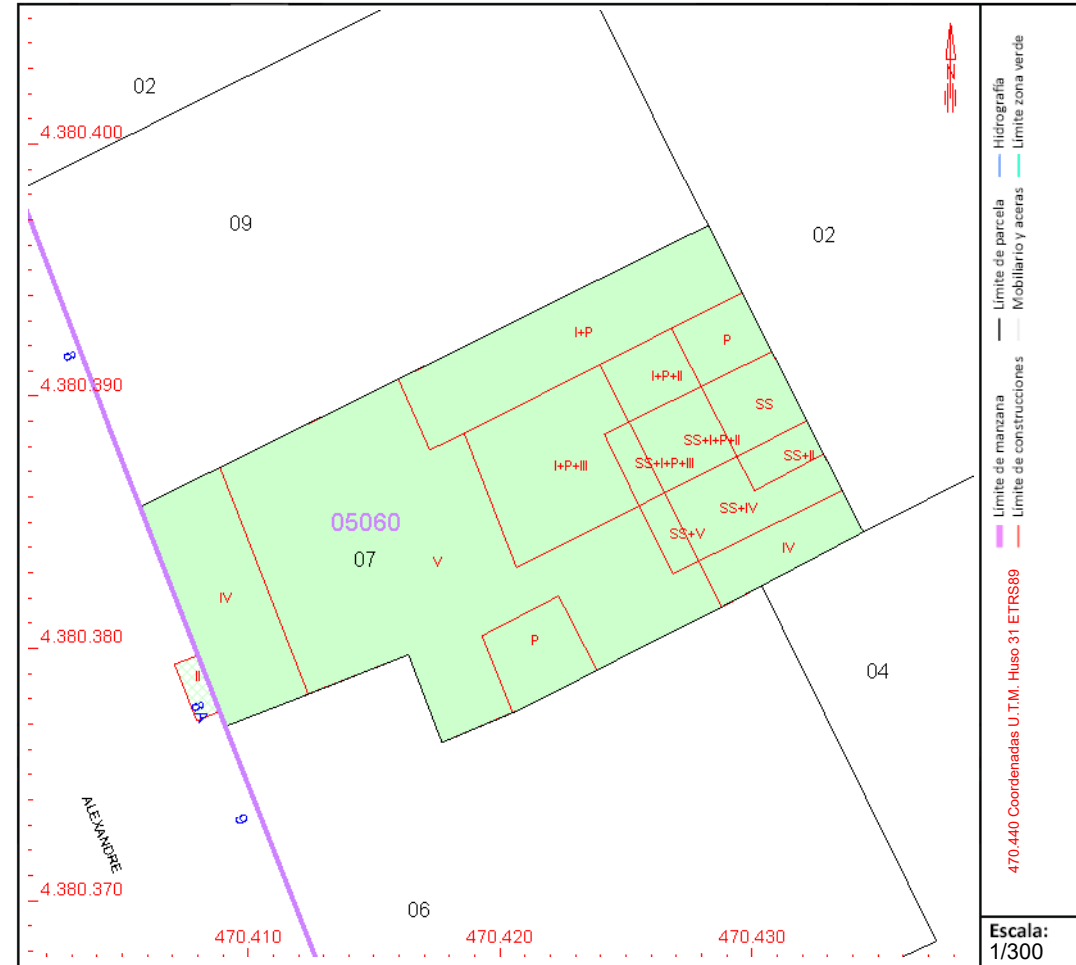 02
4.380.400
09
02
8
I+P
P
4.380.390
I+P+II
SS
SS+I+P+II
I+P+III
SS+I+P+III
SS+II
05060
SS+IV
SS+V
07
V
IV
IV
4.380.380
P
II
8A
04
ALEXANDRE
9
4.380.370
06
470.410
470.420
470.430
N
Límite de manzana
Límite de parcela
Hidrografía
Límite de construcciones
Mobiliario y aceras
Límite zona verde
470.440 Coordenadas U.T.M. Huso 31 ETRS89
Escala:
1/300